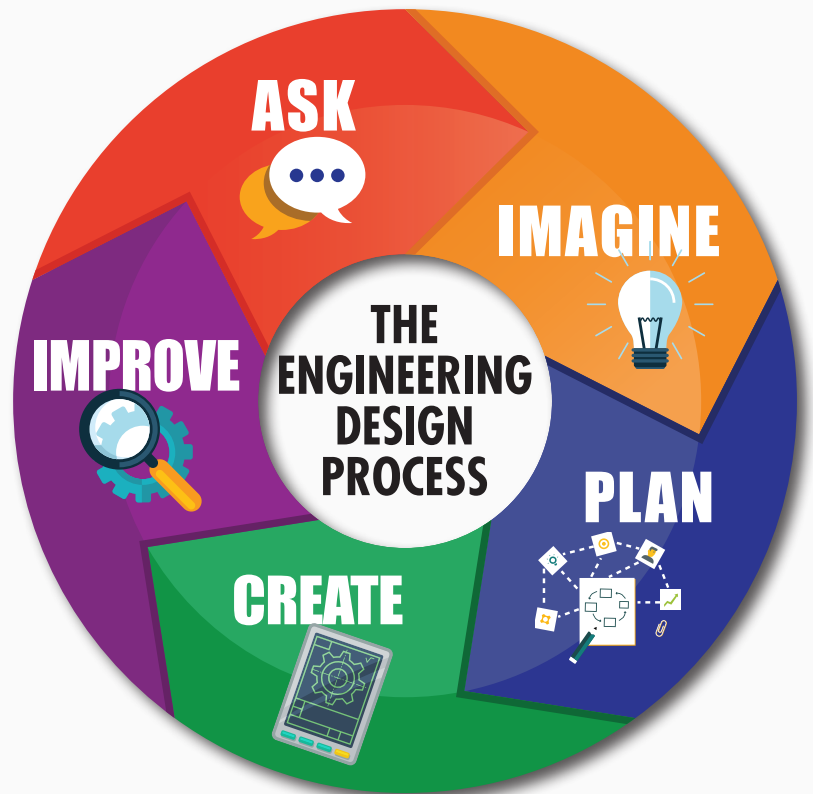 ASK
IMAGINE
PLAN
CREATE
IMPROVE
THE
ENGINEERING
DESIGN
PROCESS